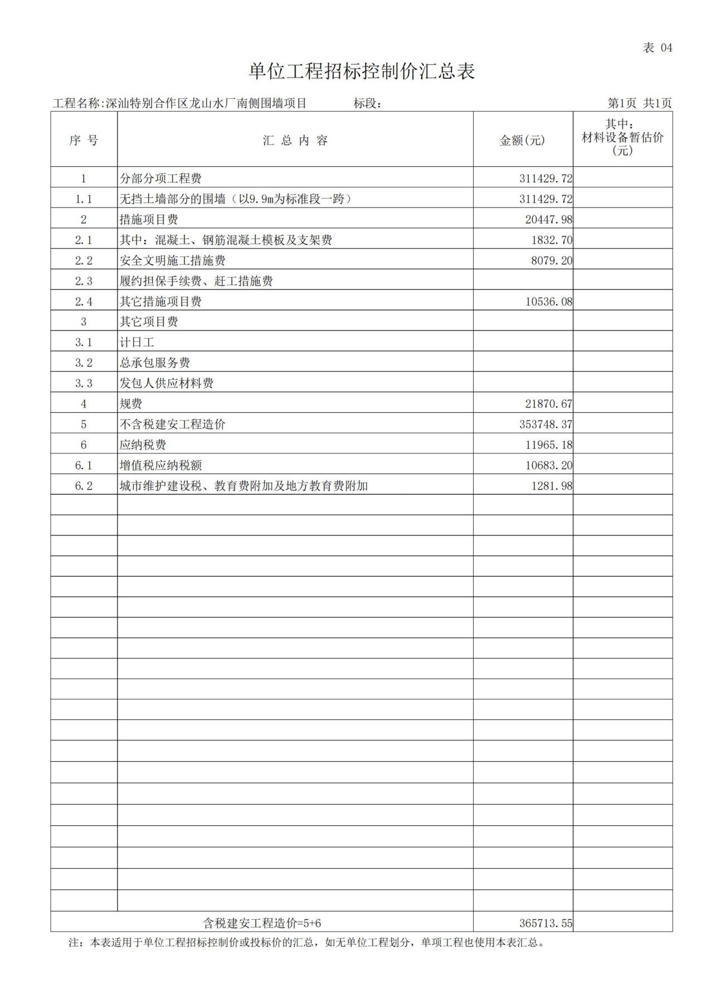 表 04
单位工程招标控制价汇总表
工程名称:深汕特别合作区龙山水厂南侧围墙项目 标段: 第1页 共1页
序 号 汇 总 内 容 金额(元) 其中:
材料设备暂估价
(元)
1 分部分项工程费 311429.72
1.1 无挡土墙部分的围墙（以9.9m为标准段一跨） 311429.72
2 措施项目费 20447.98
2.1 其中：混凝土、钢筋混凝土模板及支架费 1832.70
2.2 安全文明施工措施费 8079.20
2.3 履约担保手续费、赶工措施费
2.4 其它措施项目费 10536.08
3 其它项目费
3.1 计日工
3.2 总承包服务费
3.3 发包人供应材料费
4 规费 21870.67
5 不含税建安工程造价 353748.37
6 应纳税费 11965.18
6.1 增值税应纳税额 10683.20
6.2 城市维护建设税、教育费附加及地方教育费附加 1281.98
含税建安工程造价=5+6 365713.55
注：本表适用于单位工程招标控制价或投标价的汇总，如无单位工程划分，单项工程也使用本表汇总。